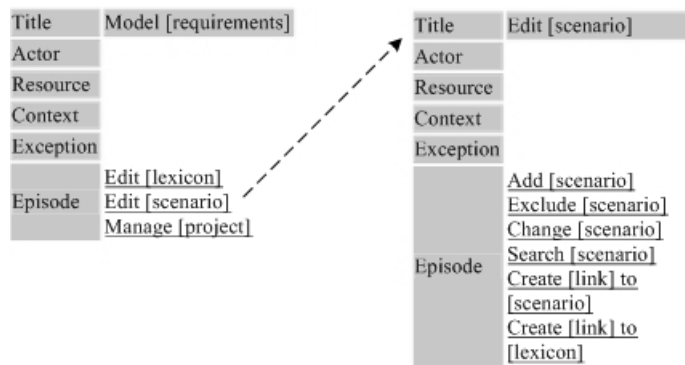 Title Model [requirements]
Actor
Resource
Context
Exception
Edit [lexicon]
Episode Edit [scenario]
Manage [project]
Title Edit [scenario]
Actor
Resource
Context
Exception
Add [scenario]
Exclude [scenario]
Change [scenario]
Episode Search [scenario]
Create [link] to
[scenario]
Create [link] to
[lexicon]